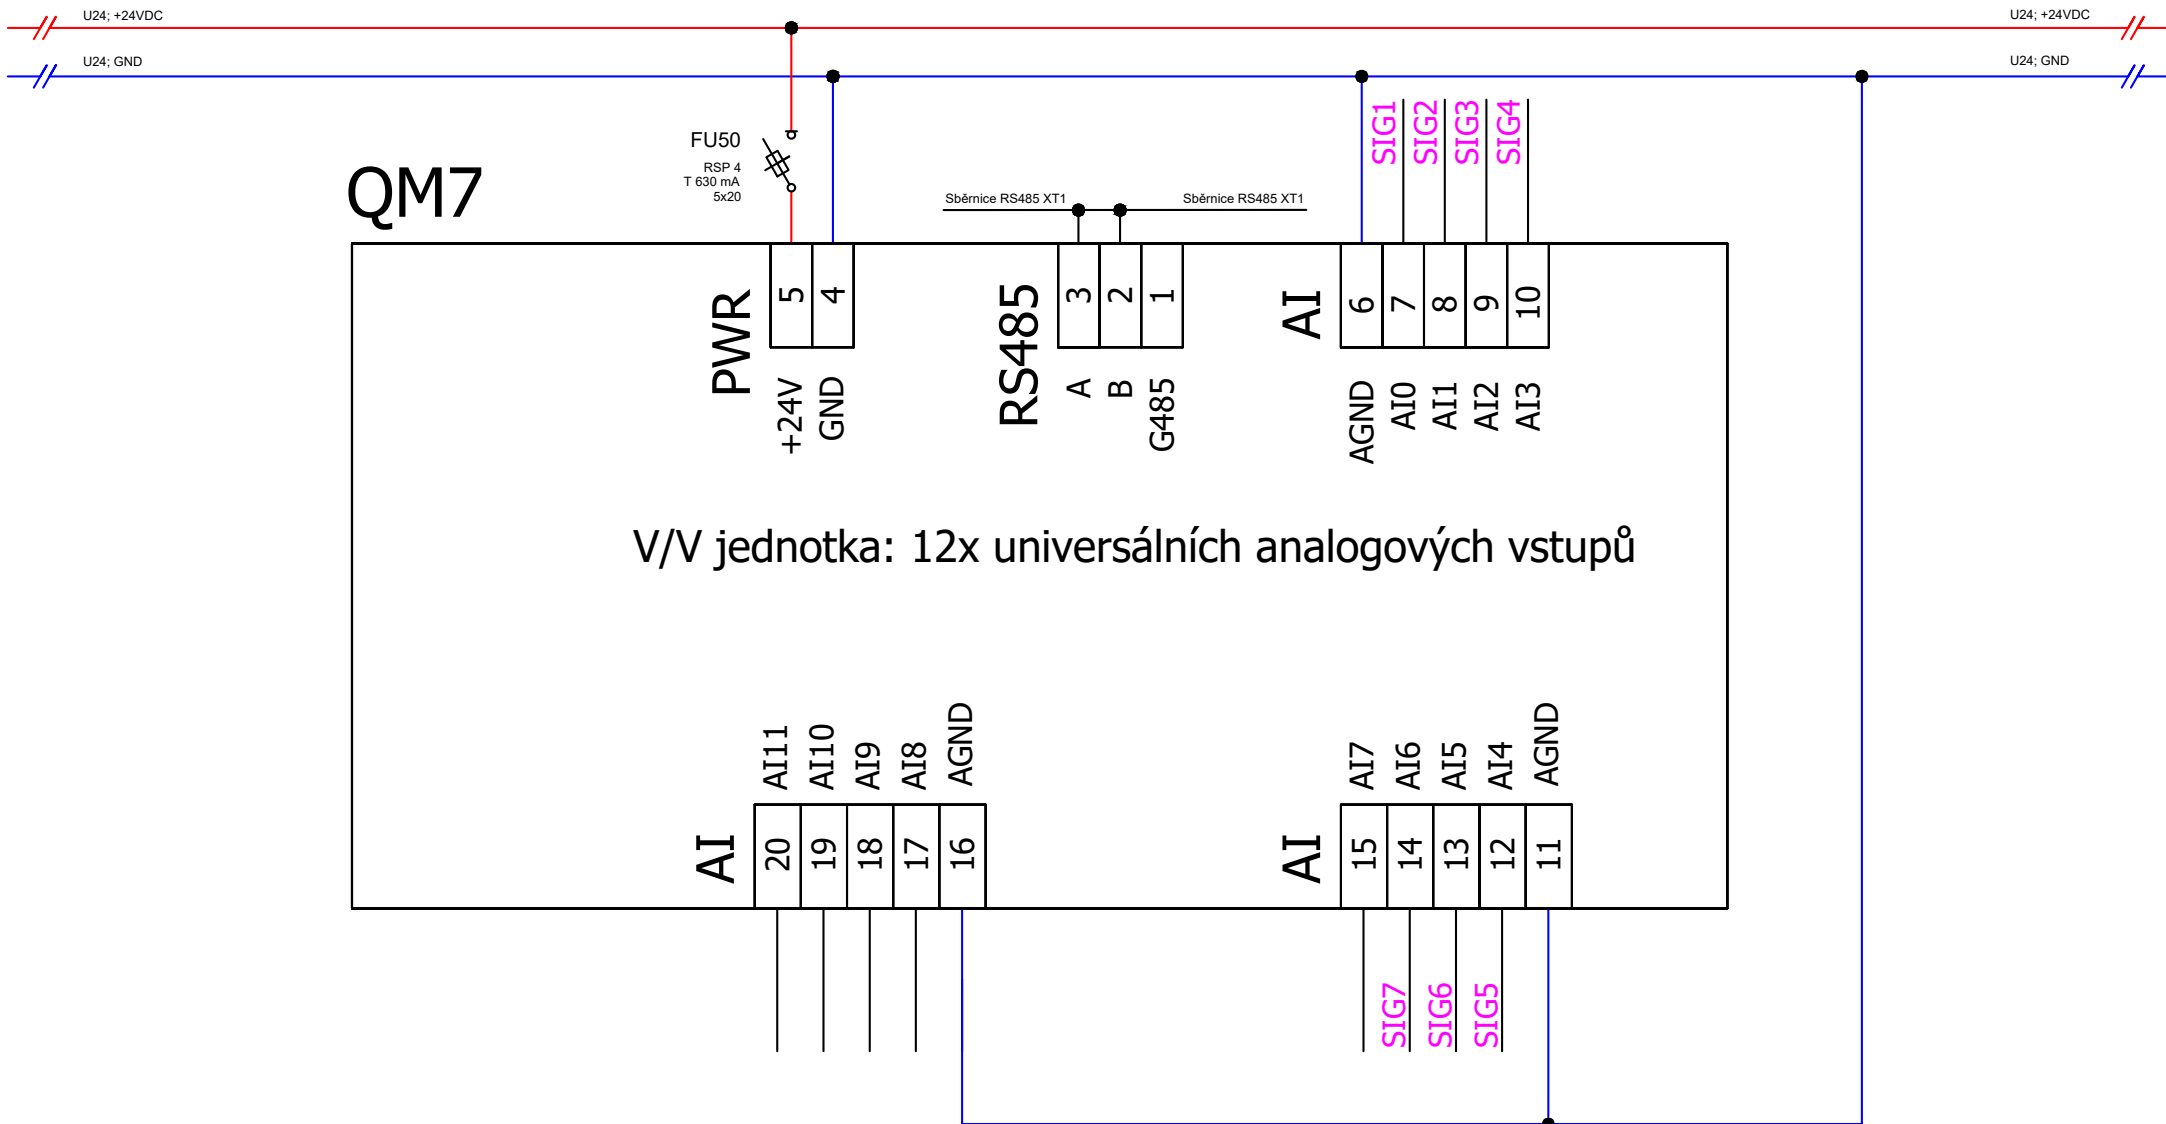 U24; +24VDC
U24; +24VDC
U24; GND
U24; GND
SIG1
SIG2
SIG3
SIG4
FU50
RSP 4
T 630 mA
5x20
QM7
Sběrnice RS485 XT1
Sběrnice RS485 XT1
PWR
5
4
+24V
GND
RS485
3
2
1
A
B
G485
AI
6
7
8
9
10
AGND
AI0
AI1
AI2
AI3
V/V jednotka: 12x universálních analogových vstupů
AI11
AI10
AI9
AI8
AGND
AI
20
19
18
17
16
AI7
AI6
AI5
AI4
AGND
AI
15
14
13
12
11
SIG7
SIG6
SIG5